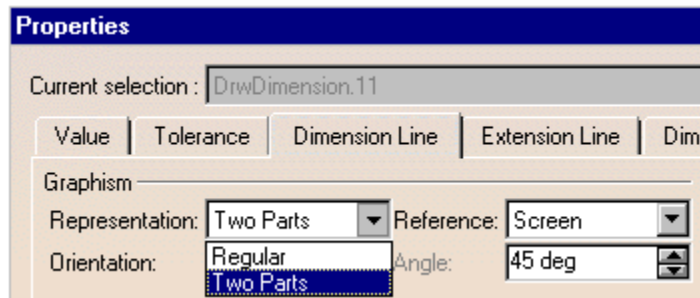 Properties
Current selection : DrwDimension.11
Value Tolerance Dimension Line Extension Line Dim
Graphism
Representation: Two Parts Reference: Screen
Orientation: Regular Angle: 45 deg
Two Parts